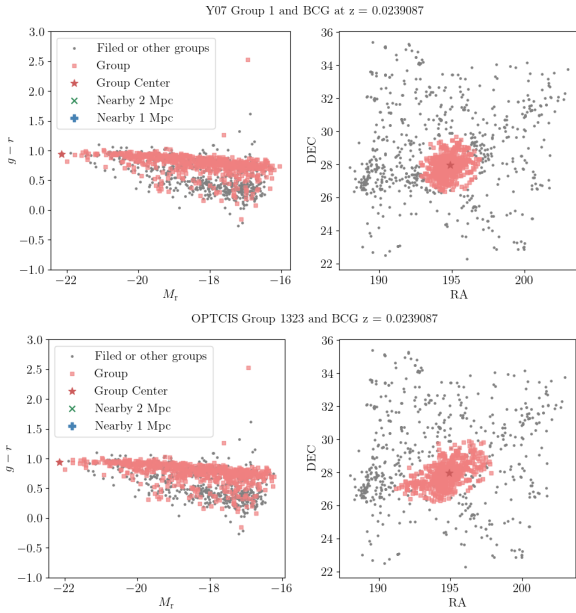 Y07 Group 1 and BCG at z = 0.0239087
3.0
2.5
2.0
1.5
1.0
0.5
0.0
−0.5
−1.0
g − r
Filed or other groups
Group
Group Center
Nearby 2 Mpc
Nearby 1 Mpc
−22
−20
−18
−16
M_r
36
34
32
30
28
26
24
22
DEC
190
195
200
RA
OPTCIS Group 1323 and BCG z = 0.0239087
3.0
2.5
2.0
1.5
1.0
0.5
0.0
−0.5
−1.0
g − r
Filed or other groups
Group
Group Center
Nearby 2 Mpc
Nearby 1 Mpc
−22
−20
−18
−16
M_r
36
34
32
30
28
26
24
22
DEC
190
195
200
RA